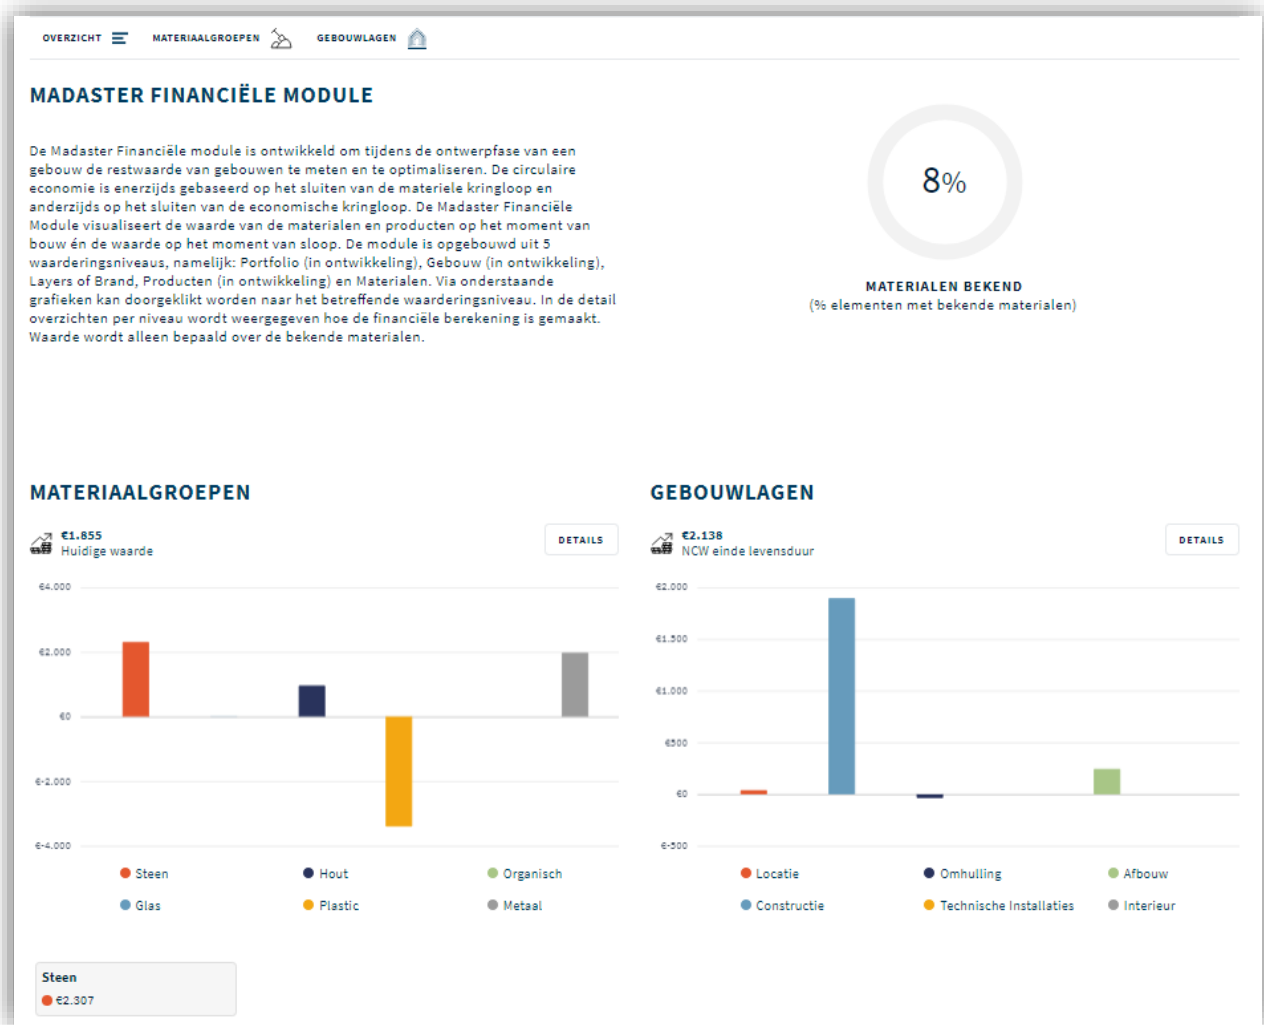 OVERZICHT MATERIAALGROEPEN GEBOUWLAGEN
MADASTER FINANCIËLE MODULE
De Madaster Financiële module is ontwikkeld om tijdens de ontwerpfase van een
gebouw de restwaarde van gebouwen te meten en te optimaliseren. De circulaire
economie is enerzijds gebaseerd op het sluiten van de materiele kringloop en
anderzijds op het sluiten van de economische kringloop. De Madaster Financiële
Module visualiseert de waarde van de materialen en producten op het moment van
bouw én de waarde op het moment van sloop. De module is opgebouwd uit 5
waarderingsniveaus, namelijk: Portfolio (in ontwikkeling), Gebouw (in ontwikkeling),
Layers of Brand, Producten (in ontwikkeling) en Materialen. Via onderstaande
grafieken kan doorgeklikt worden naar het betreffende waarderingsniveau. In de detail
overzichten per niveau wordt weergegeven hoe de financiële berekening is gemaakt.
Waarde wordt alleen bepaald over de bekende materialen.
8%
MATERIALEN BEKEND
(% elementen met bekende materialen)
MATERIAALGROEPEN
€1.855
Huidige waarde
DETAILS
€4.000
€2.000
€0
€-2.000
€-4.000
Steen Hout Organisch
Glas Plastic Metaal
Steen
€2.307
GEBOUWLAGEN
€2.138
NCW einde levensduur
DETAILS
€2.000
€1.500
€1.000
€500
€0
€-500
Locatie Omhulling Afbouw
Constructie Technische Installaties Interieur